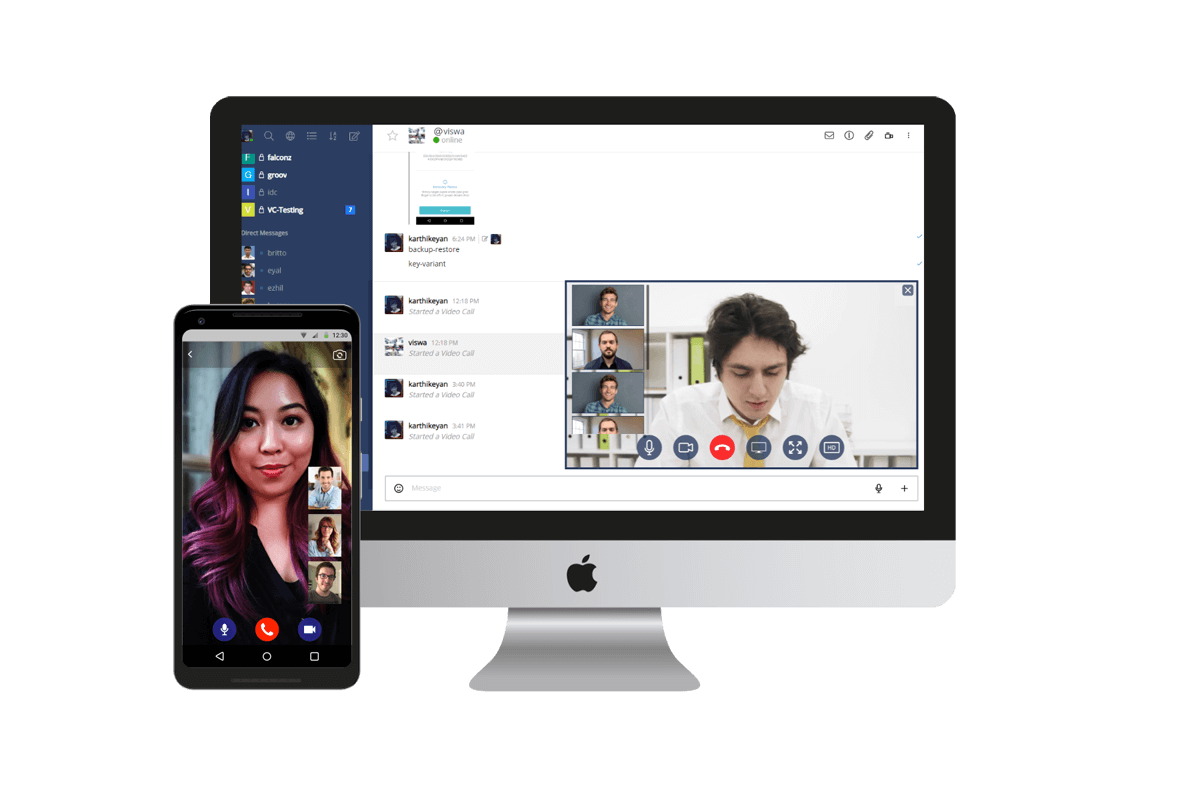 @viswa
online
F falconz
G groov
I idc
V VC-Testing ?
Direct Messages
britto
eyal
ezhil
karthikeyan 6:24 PM
backup-restore
key-variant
karthikeyan 12:18 PM
Started a Video Call
viswa 12:18 PM
Started a Video Call
karthikeyan 3:40 PM
Started a Video Call
karthikeyan 3:41 PM
Started a Video Call
HD
Message
12:30